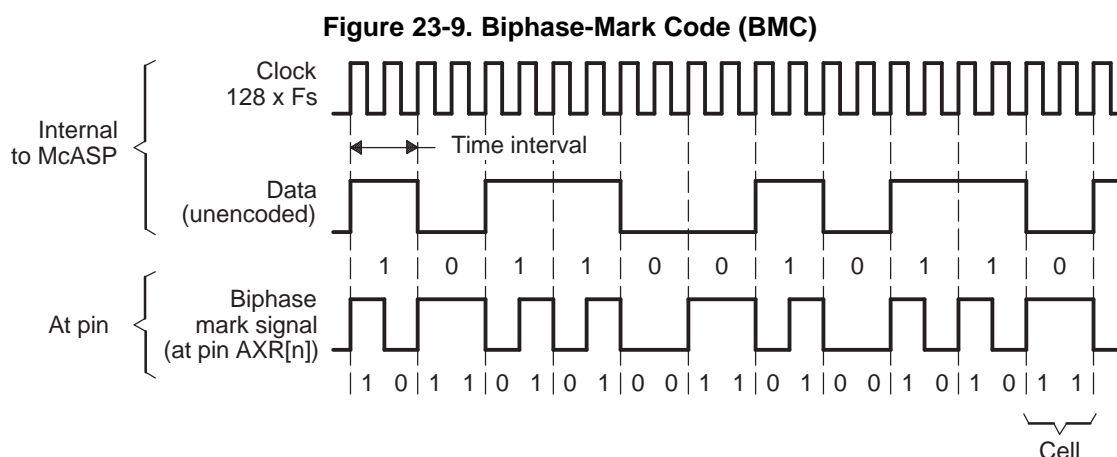 Figure 23-9. Biphase-Mark Code (BMC)
Clock
128 x Fs
Internal
to McASP
Time interval
Data
(unencoded)
1 0 1 1 0 0 1 0 1 1 0
At pin
Biphase
mark signal
(at pin AXR[n])
1 0 1 1 0 1 0 1 0 0 1 1 0 1 0 0 1 0 1 0 1 1
Cell